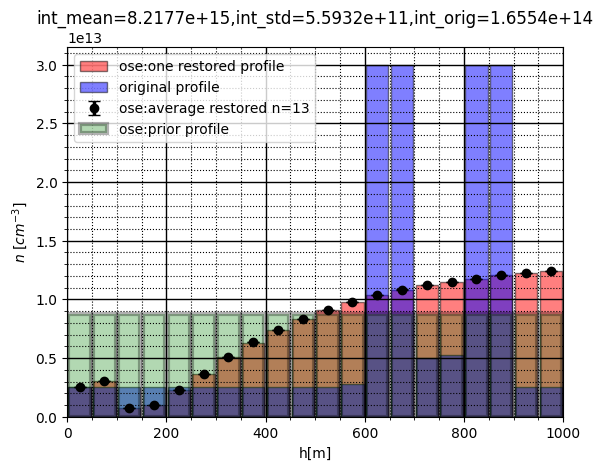 int_mean=8.2177e+15,int_std=5.5932e+11,int_orig=1.6554e+14
1e13
3.0
2.5
2.0
1.5
1.0
0.5
0.0
n [cm⁻³]
ose:one restored profile
original profile
ose:average restored n=13
ose:prior profile
0 200 400 600 800 1000
h[m]